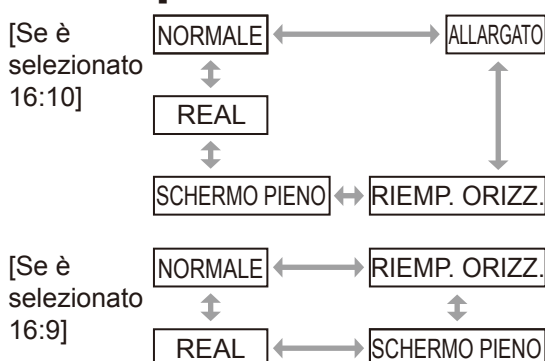 [Se è
selezionato
16:10]
NORMALE
ALLARGATO
REAL
SCHERMO PIENO
RIEMP. ORIZZ.
[Se è
selezionato
16:9]
NORMALE
RIEMP. ORIZZ.
REAL
SCHERMO PIENO